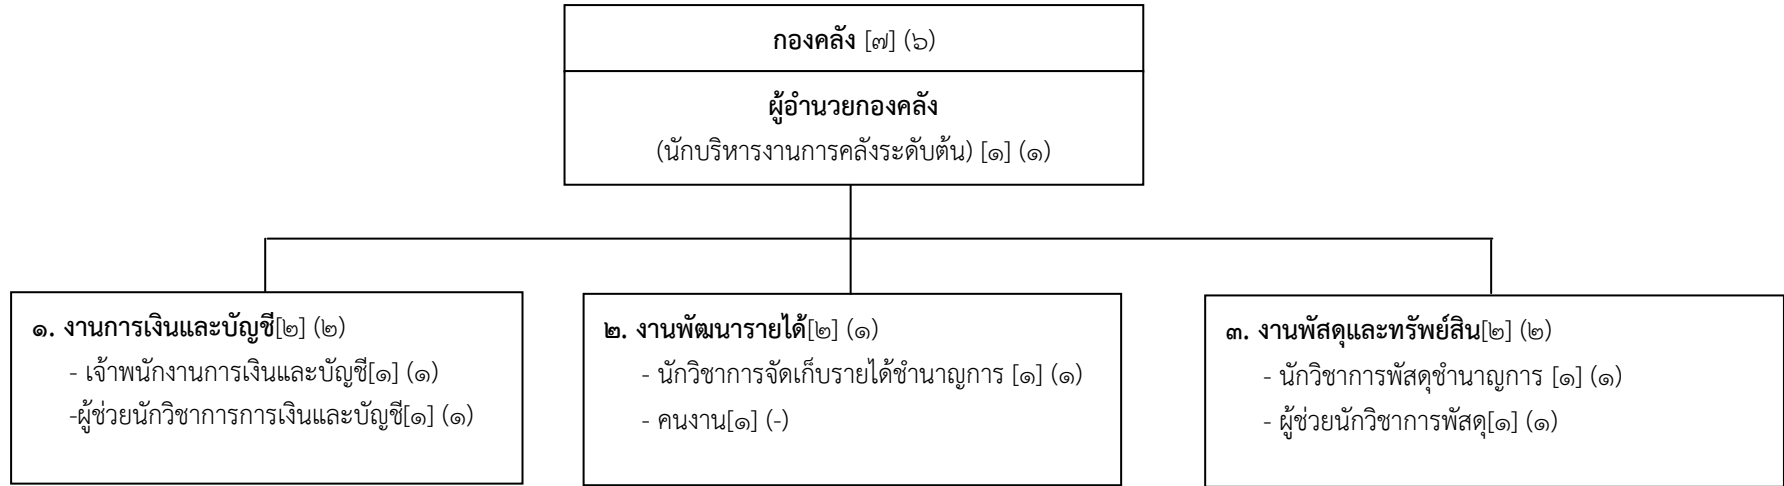 กองคลัง [๗] (๖)
ผู้อำนวยกองคลัง
(นักบริหารงานการคลังระดับต้น) [๑] (๑)
๑. งานการเงินและบัญชี[๒] (๒)
- เจ้าพนักงานการเงินและบัญชี[๑] (๑)
-ผู้ช่วยนักวิชาการการเงินและบัญชี[๑] (๑)
๒. งานพัฒนารายได้[๒] (๑)
- นักวิชาการจัดเก็บรายได้ชำนาญการ [๑] (๑)
- คนงาน[๑] (-)
๓. งานพัสดุและทรัพย์สิน[๒] (๒)
- นักวิชาการพัสดุชำนาญการ [๑] (๑)
- ผู้ช่วยนักวิชาการพัสดุ[๑] (๑)